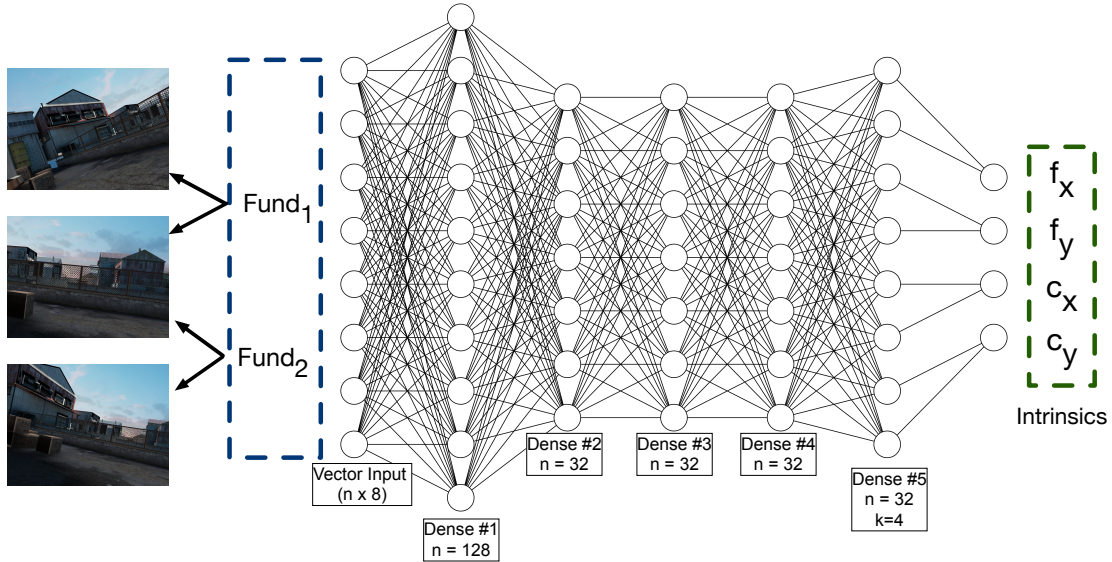 Fund1
Fund2
Vector Input
(n x 8)
Dense #1
n = 128
Dense #2
n = 32
Dense #3
n = 32
Dense #4
n = 32
Dense #5
n = 32
k=4
fx
fy
cx
cy
Intrinsics